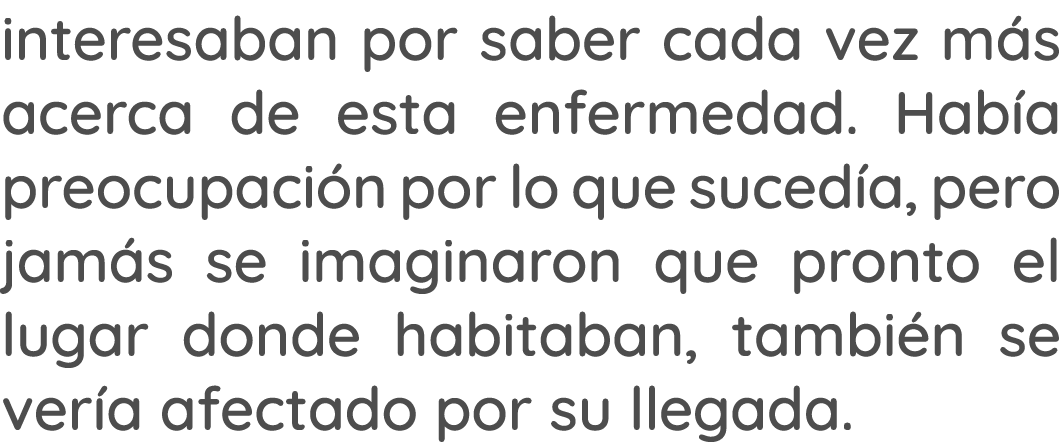 interesaban por saber cada vez más
acerca de esta enfermedad. Había
preocupación por lo que sucedía, pero
jamás se imaginaron que pronto el
lugar donde habitaban, también se
vería afectado por su llegada.